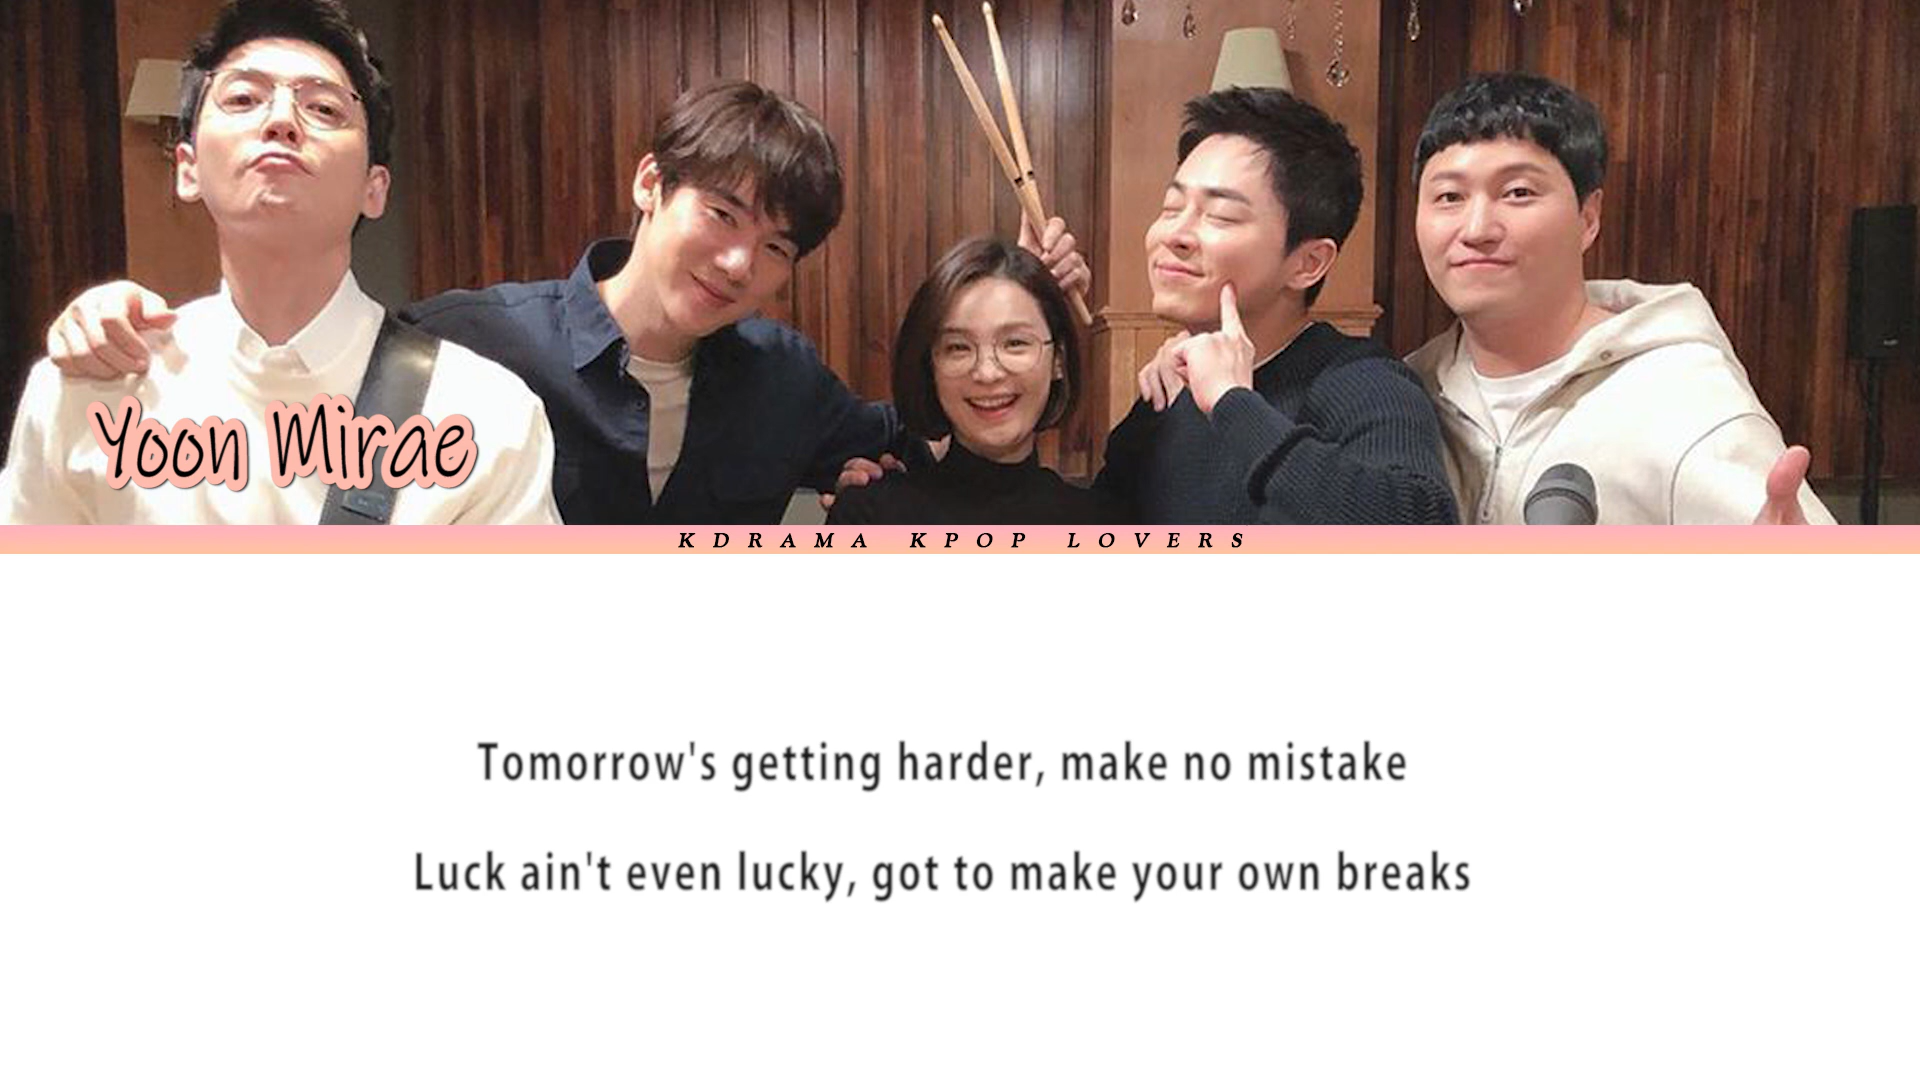 Yoon Mirae
KDRAMA KPOP LOVERS
Tomorrow's getting harder, make no mistake
Luck ain't even lucky, got to make your own breaks